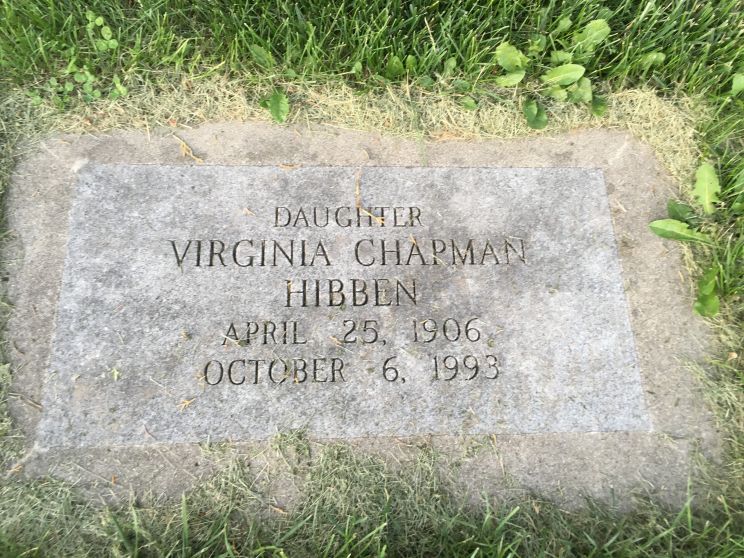 DAUGHTER
VIRGINIA CHAPMAN
HIBBEN
APRIL 25, 1906
OCTOBER 6, 1993